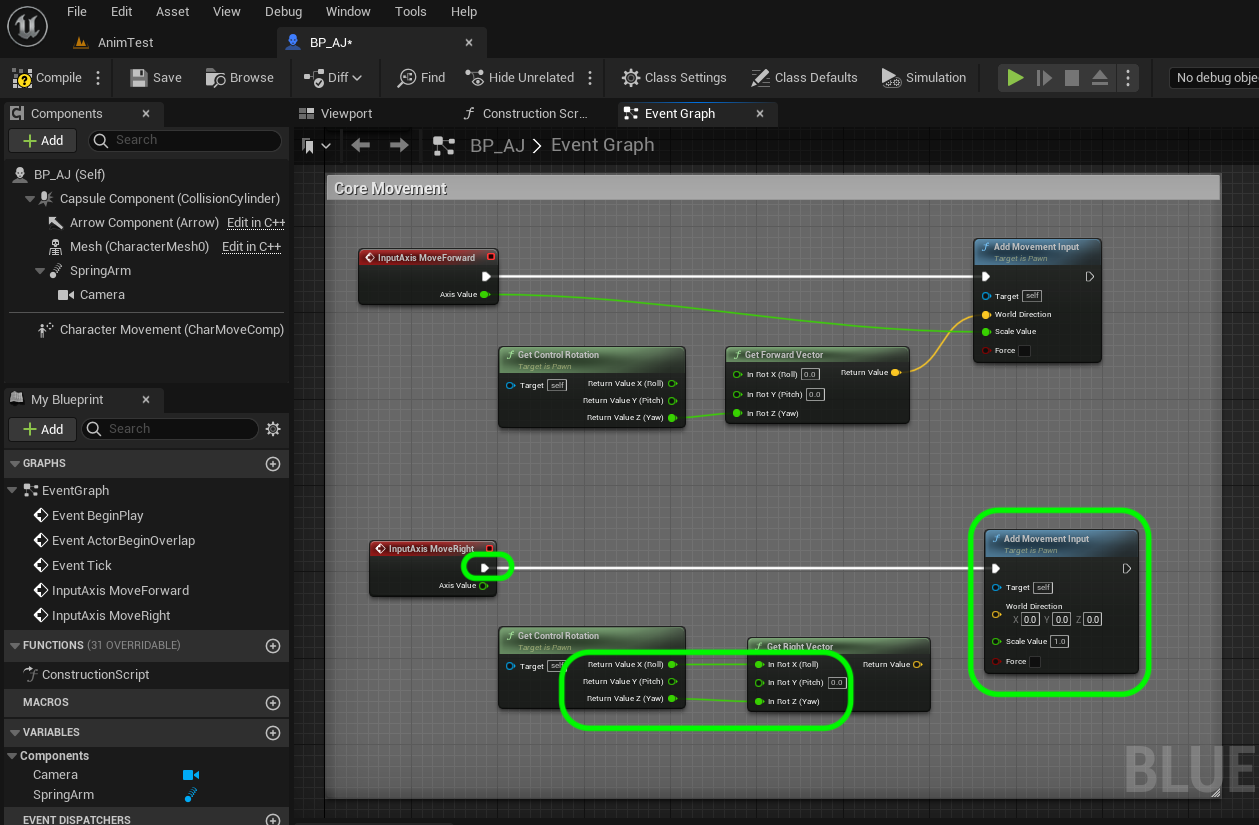 File Edit Asset View Debug Window Tools Help
AnimTest
BP_AJ*
Compile
Save
Browse
Diff
Find
Hide Unrelated
Class Settings
Class Defaults
Simulation
No debug obje
Components
Viewport
Construction Scr...
Event Graph
Add
Search
BP_AJ > Event Graph
BP_AJ (Self)
Capsule Component (CollisionCylinder)
Arrow Component (Arrow) Edit in C++
Mesh (CharacterMesh0) Edit in C++
SpringArm
Camera
Character Movement (CharMoveComp)
My Blueprint
Add
Search
GRAPHS
EventGraph
Event BeginPlay
Event ActorBeginOverlap
Event Tick
InputAxis MoveForward
InputAxis MoveRight
FUNCTIONS (31 OVERRIDABLE)
ConstructionScript
MACROS
VARIABLES
Components
Camera
SpringArm
EVENT DISPATCHERS
Core Movement
InputAxis MoveForward
Axis Value
Add Movement Input
Target is Pawn
Target self
World Direction
Scale Value
Force
Get Control Rotation
Target is Pawn
Target self
Return Value X (Roll)
Return Value Y (Pitch)
Return Value Z (Yaw)
Get Forward Vector
In Rot X (Roll) 0.0
Return Value
In Rot Y (Pitch) 0.0
In Rot Z (Yaw)
InputAxis MoveRight
Axis Value
Add Movement Input
Target is Pawn
Target self
World Direction
X 0.0 Y 0.0 Z 0.0
Scale Value 1.0
Force
Get Control Rotation
Target is Pawn
Target self
Return Value X (Roll)
Return Value Y (Pitch)
Return Value Z (Yaw)
Get Right Vector
In Rot X (Roll)
Return Value
In Rot Y (Pitch) 0.0
In Rot Z (Yaw)
BLUE